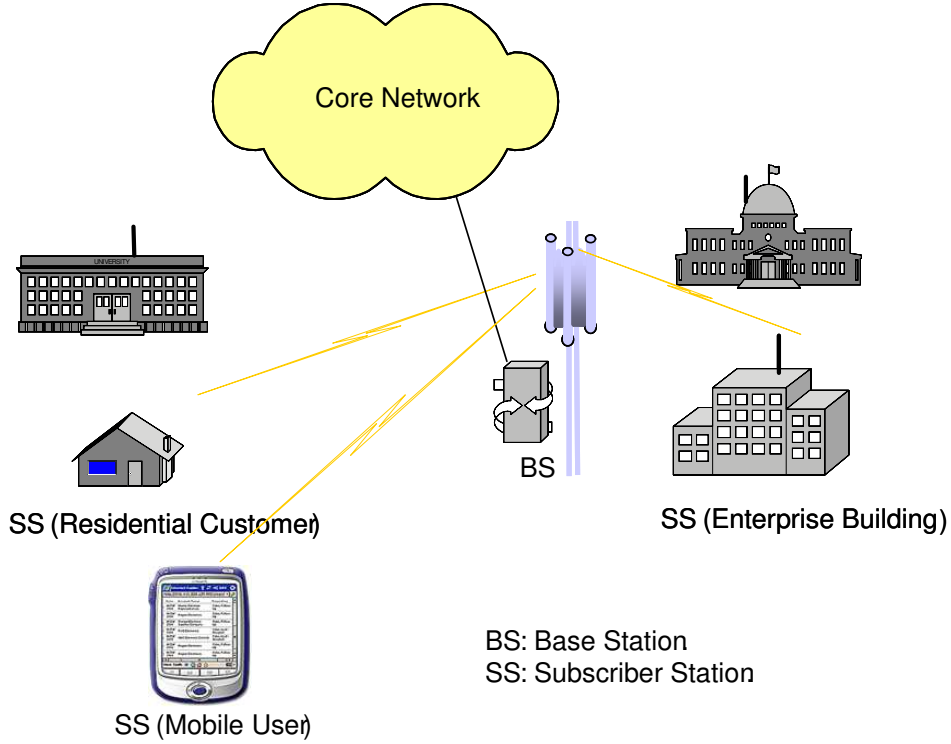 Core Network
UNIVERSITY
BS
SS (Residential Customer)
SS (Enterprise Building)
BS: Base Station
SS: Subscriber Station
SS (Mobile User)